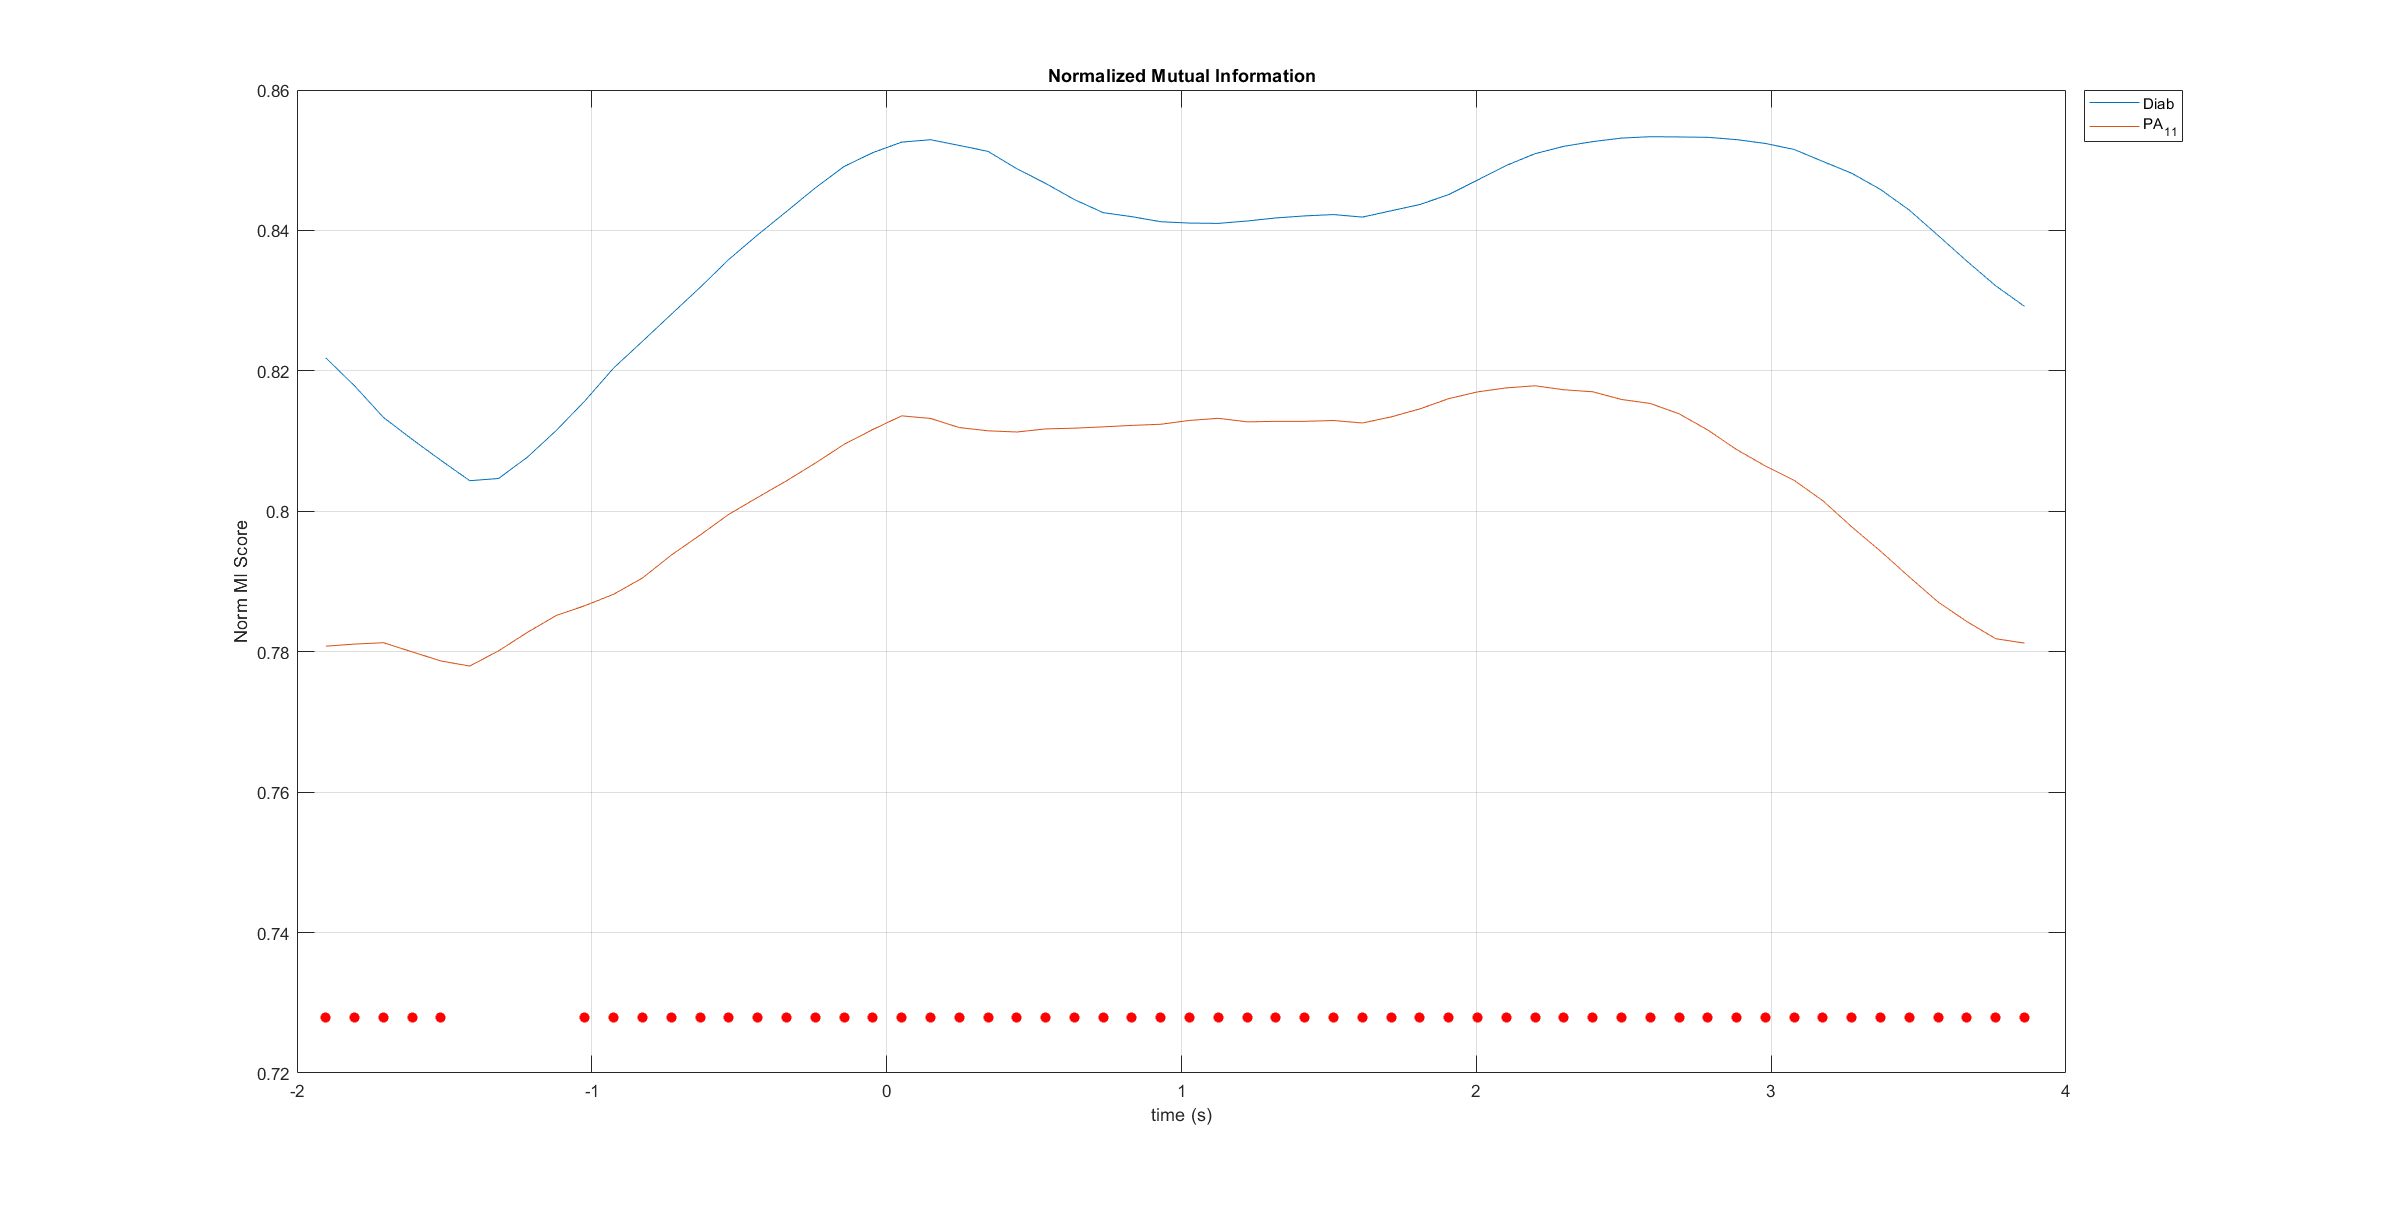 Normalized Mutual Information
Diab
PA11
0.86
0.84
0.82
0.8
0.78
0.76
0.74
0.72
Norm MI Score
-2 -1 0 1 2 3 4
time (s)